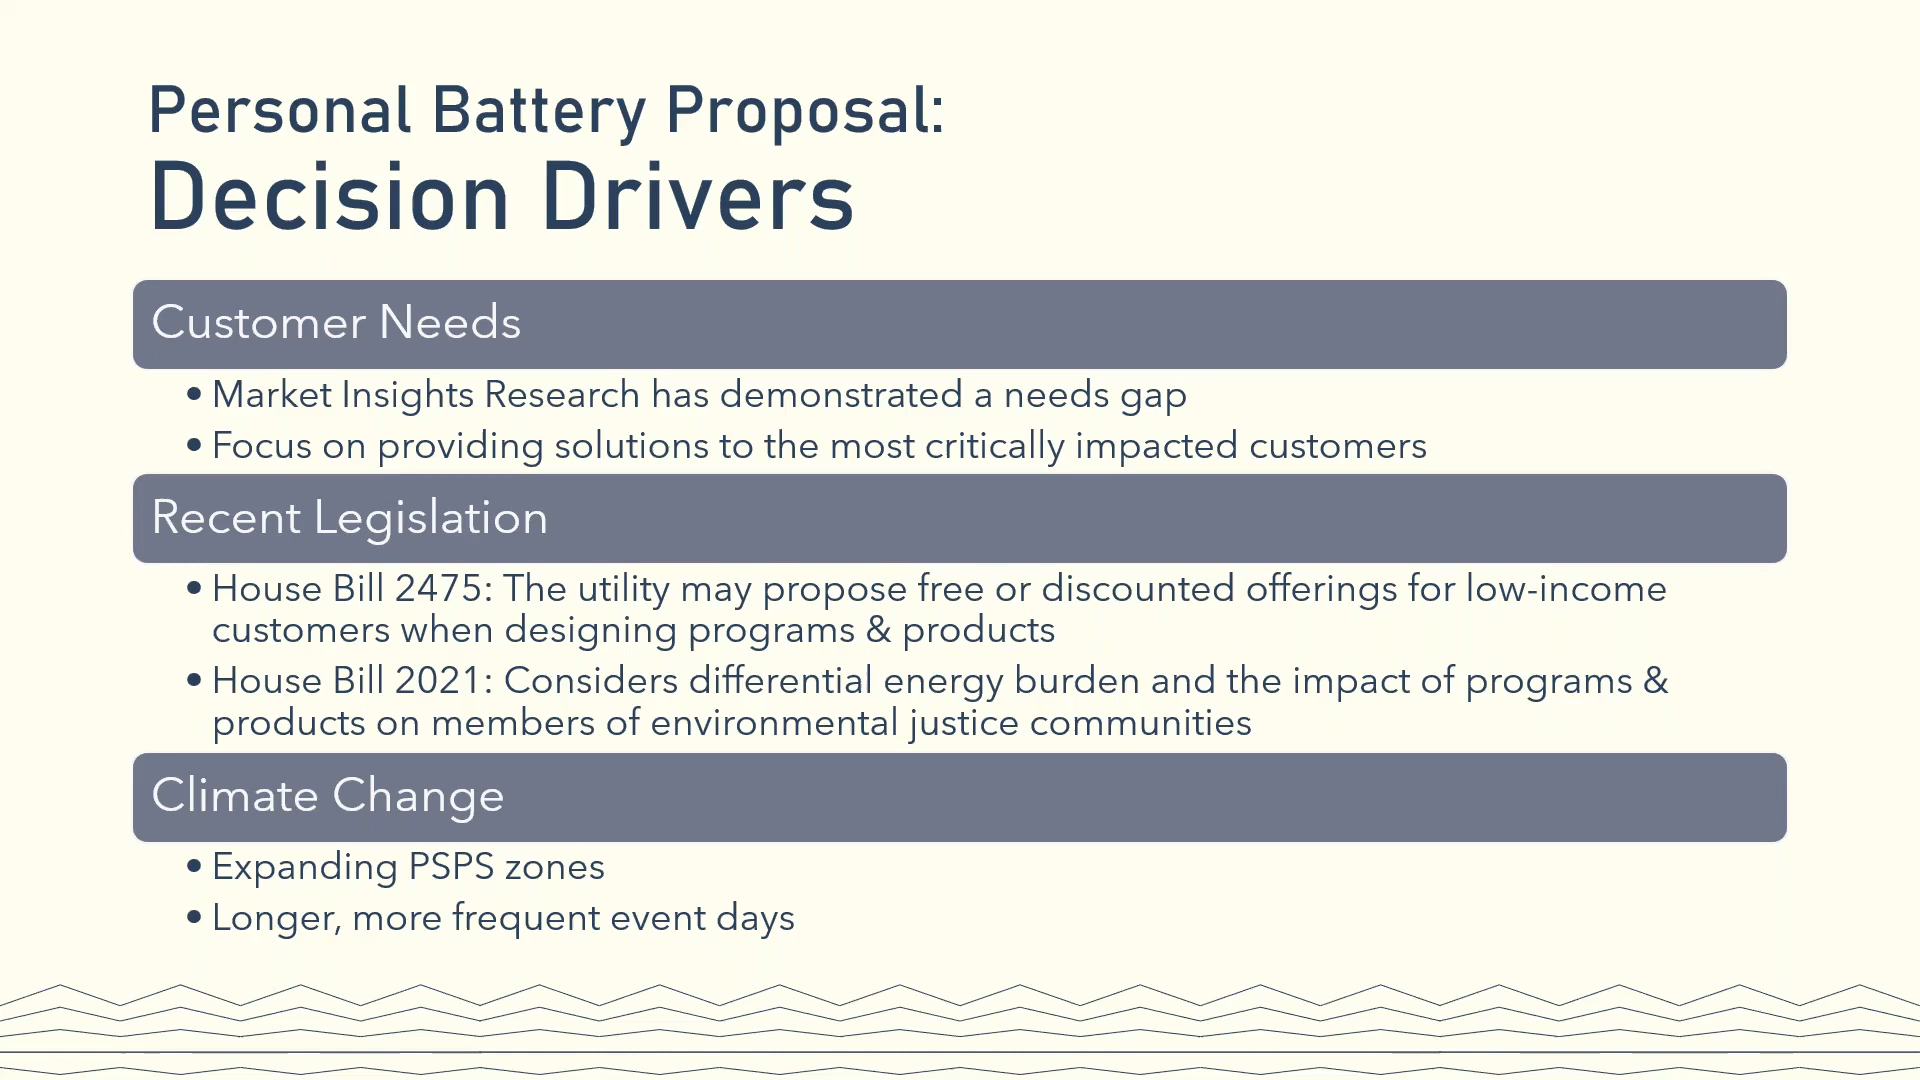 Personal Battery Proposal:
Decision Drivers
Customer Needs
• Market Insights Research has demonstrated a needs gap
• Focus on providing solutions to the most critically impacted customers
Recent Legislation
• House Bill 2475: The utility may propose free or discounted offerings for low-income
customers when designing programs & products
• House Bill 2021: Considers differential energy burden and the impact of programs &
products on members of environmental justice communities
Climate Change
• Expanding PSPS zones
• Longer, more frequent event days